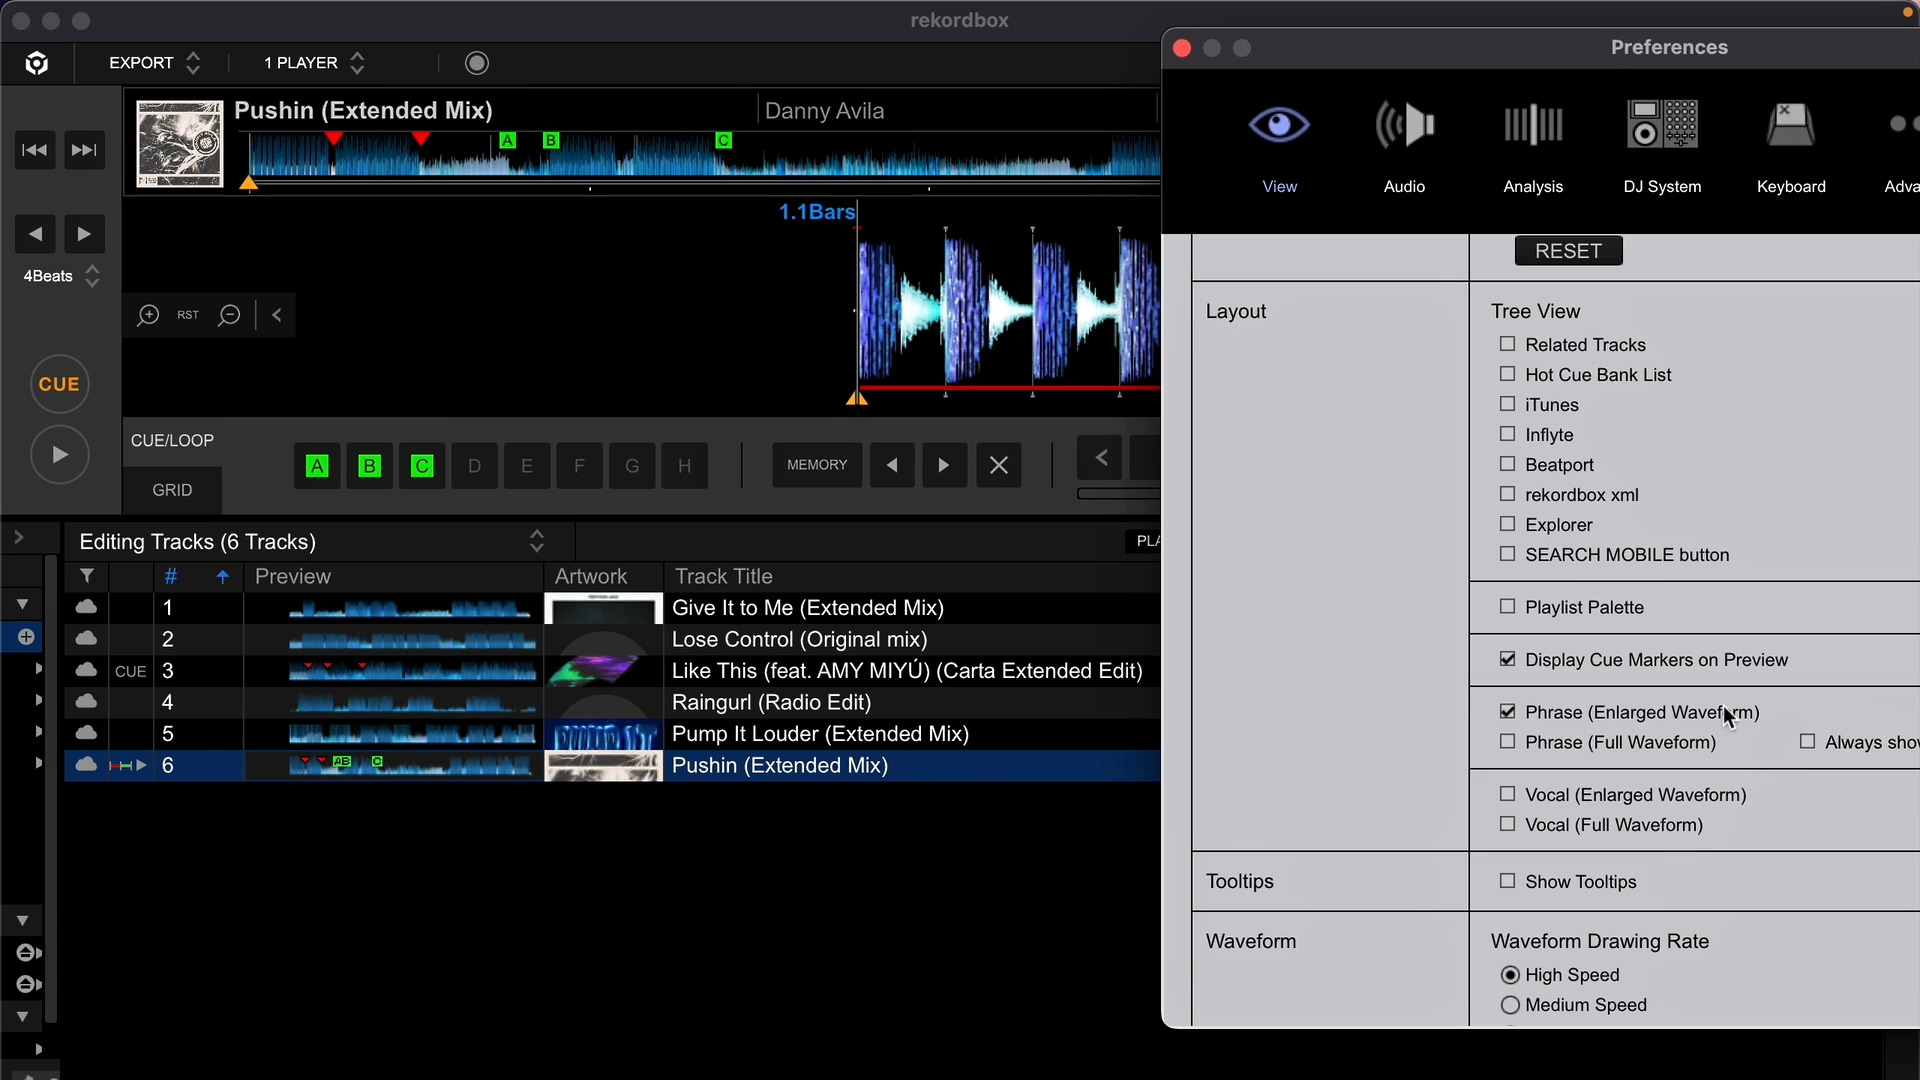 rekordbox
EXPORT
1 PLAYER
Pushin (Extended Mix)
Danny Avila
A
B
C
1.1Bars
4Beats
RST
CUE
CUE/LOOP
GRID
A B C D E F G H
MEMORY
Editing Tracks (6 Tracks)
PLA
# Preview Artwork Track Title
1 Give It to Me (Extended Mix)
2 Lose Control (Original mix)
CUE 3 Like This (feat. AMY MIYÚ) (Carta Extended Edit)
4 Raingurl (Radio Edit)
5 Pump It Louder (Extended Mix)
6 AB C Pushin (Extended Mix)
Preferences
View
Audio
Analysis
DJ System
Keyboard
Adva
RESET
Layout
Tree View
Related Tracks
Hot Cue Bank List
iTunes
Inflyte
Beatport
rekordbox xml
Explorer
SEARCH MOBILE button
Playlist Palette
Display Cue Markers on Preview
Phrase (Enlarged Waveform)
Phrase (Full Waveform)
Always show
Vocal (Enlarged Waveform)
Vocal (Full Waveform)
Tooltips
Show Tooltips
Waveform
Waveform Drawing Rate
High Speed
Medium Speed